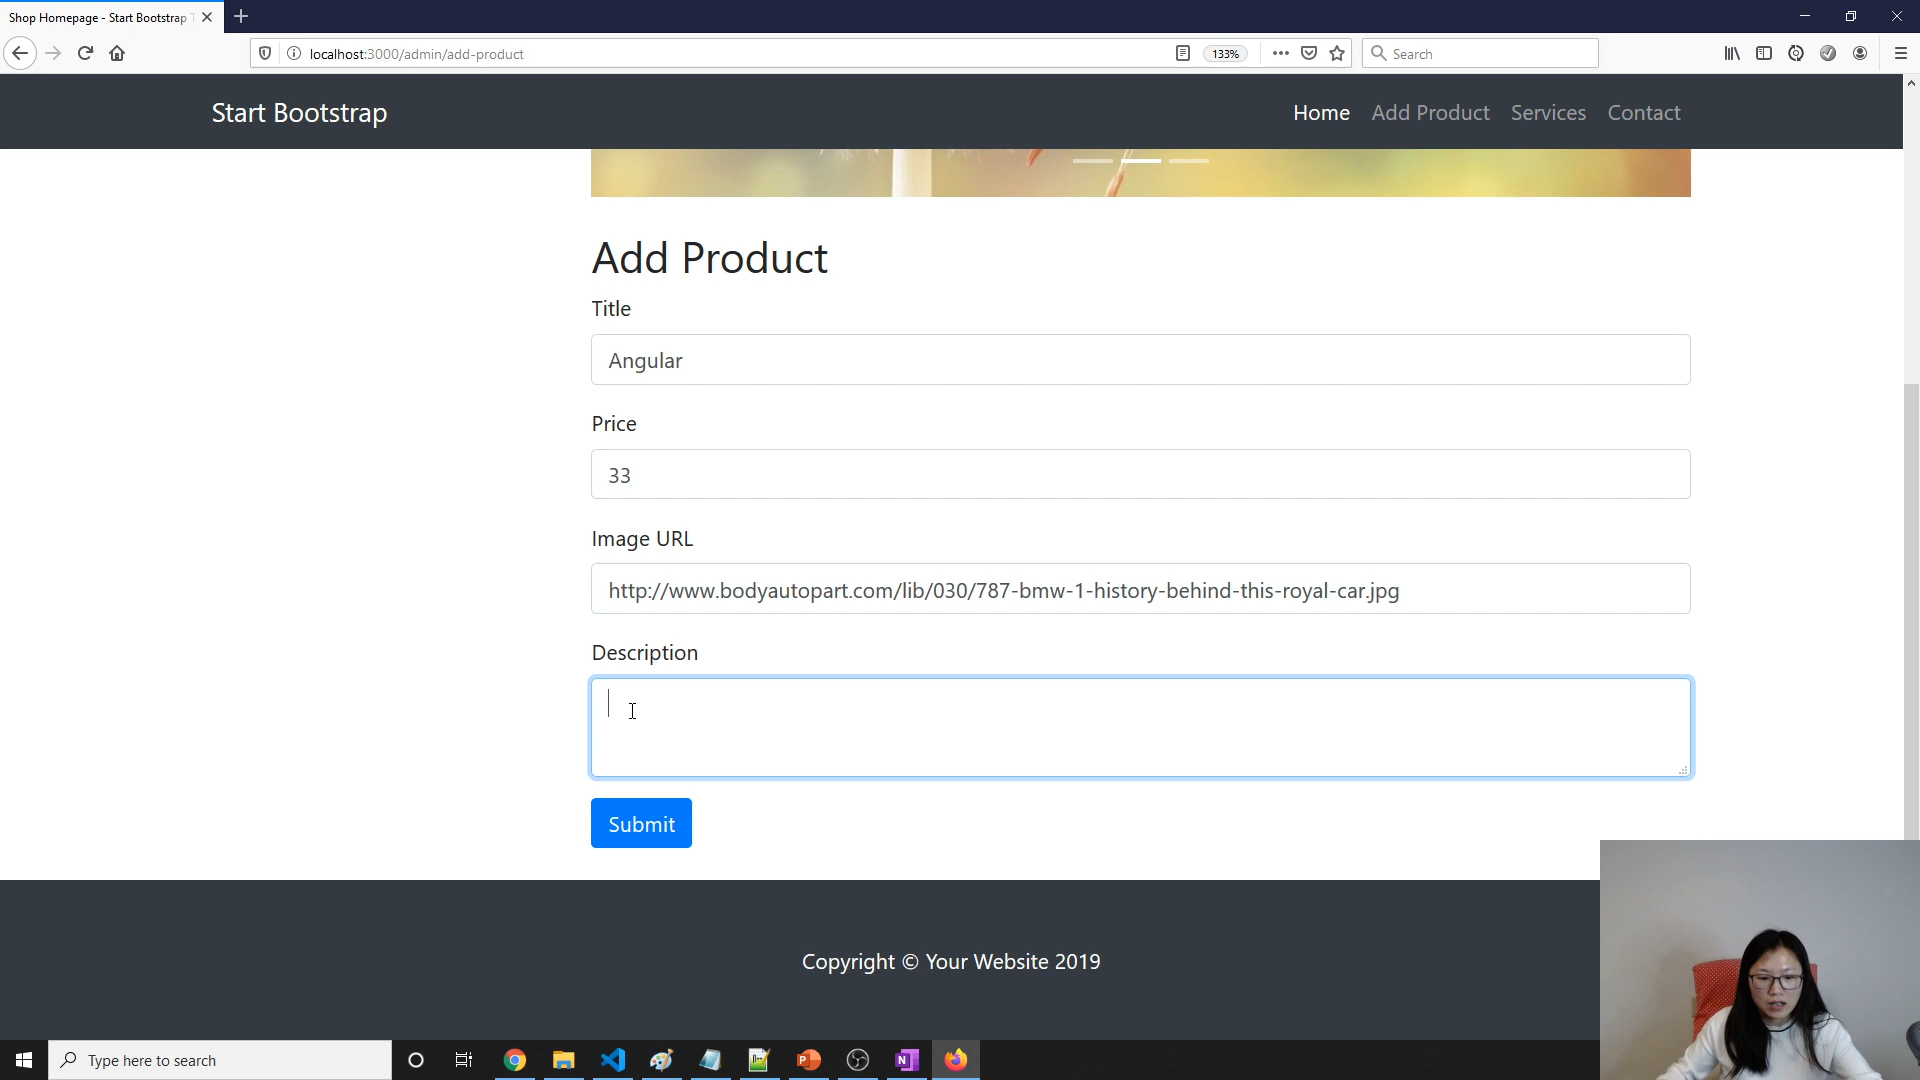 Shop Homepage - Start Bootstrap
localhost:3000/admin/add-product
133%
Search
Start Bootstrap
Home
Add Product
Services
Contact
Add Product
Title
Angular
Price
33
Image URL
http://www.bodyautopart.com/lib/030/787-bmw-1-history-behind-this-royal-car.jpg
Description
Submit
Copyright © Your Website 2019
Type here to search